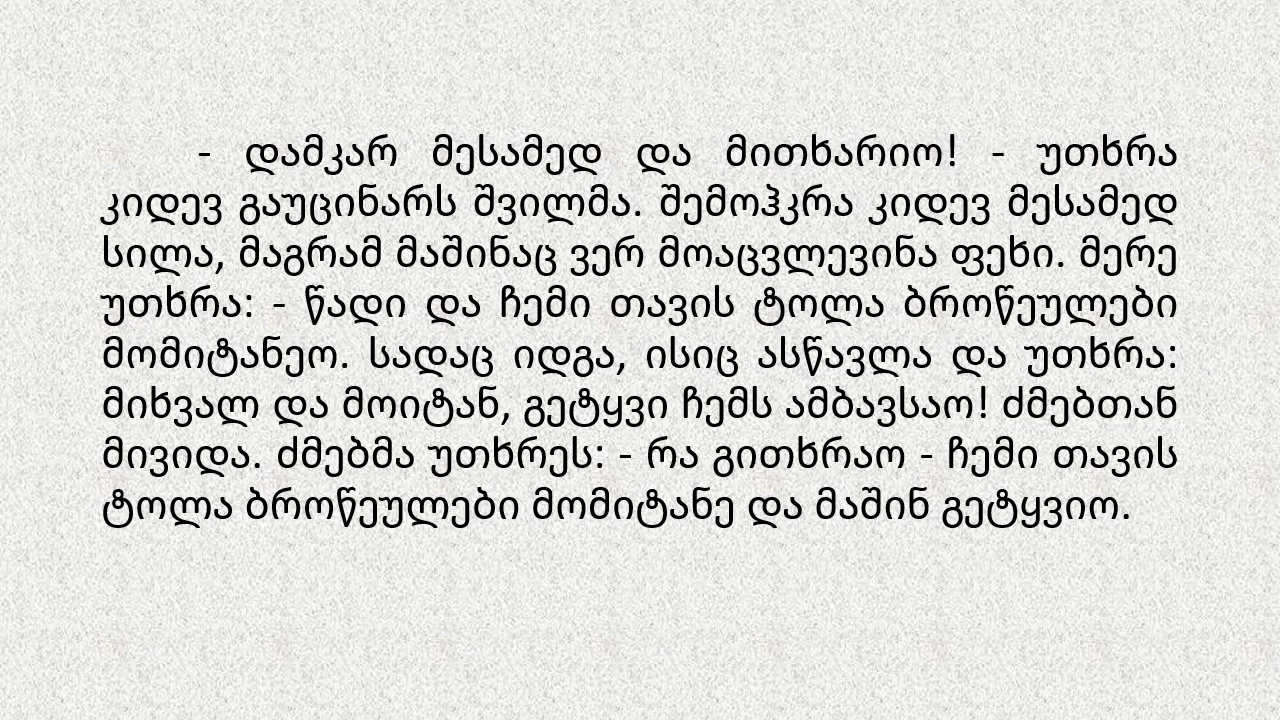 - დამკარ მესამედ და მითხარიო! - უთხრა
კიდევ გაუცინარს შვილმა. შემოჰკრა კიდევ მესამედ
სილა, მაგრამ მაშინაც ვერ მოაცვლევინა ფეხი. მერე
უთხრა: - წადი და ჩემი თავის ტოლა ბროწეულები
მომიტანეო. სადაც იდგა, ისიც ასწავლა და უთხრა:
მიხვალ და მოიტან, გეტყვი ჩემს ამბავსაო! ძმებთან
მივიდა. ძმებმა უთხრეს: - რა გითხრაო - ჩემი თავის
ტოლა ბროწეულები მომიტანე და მაშინ გეტყვიო.